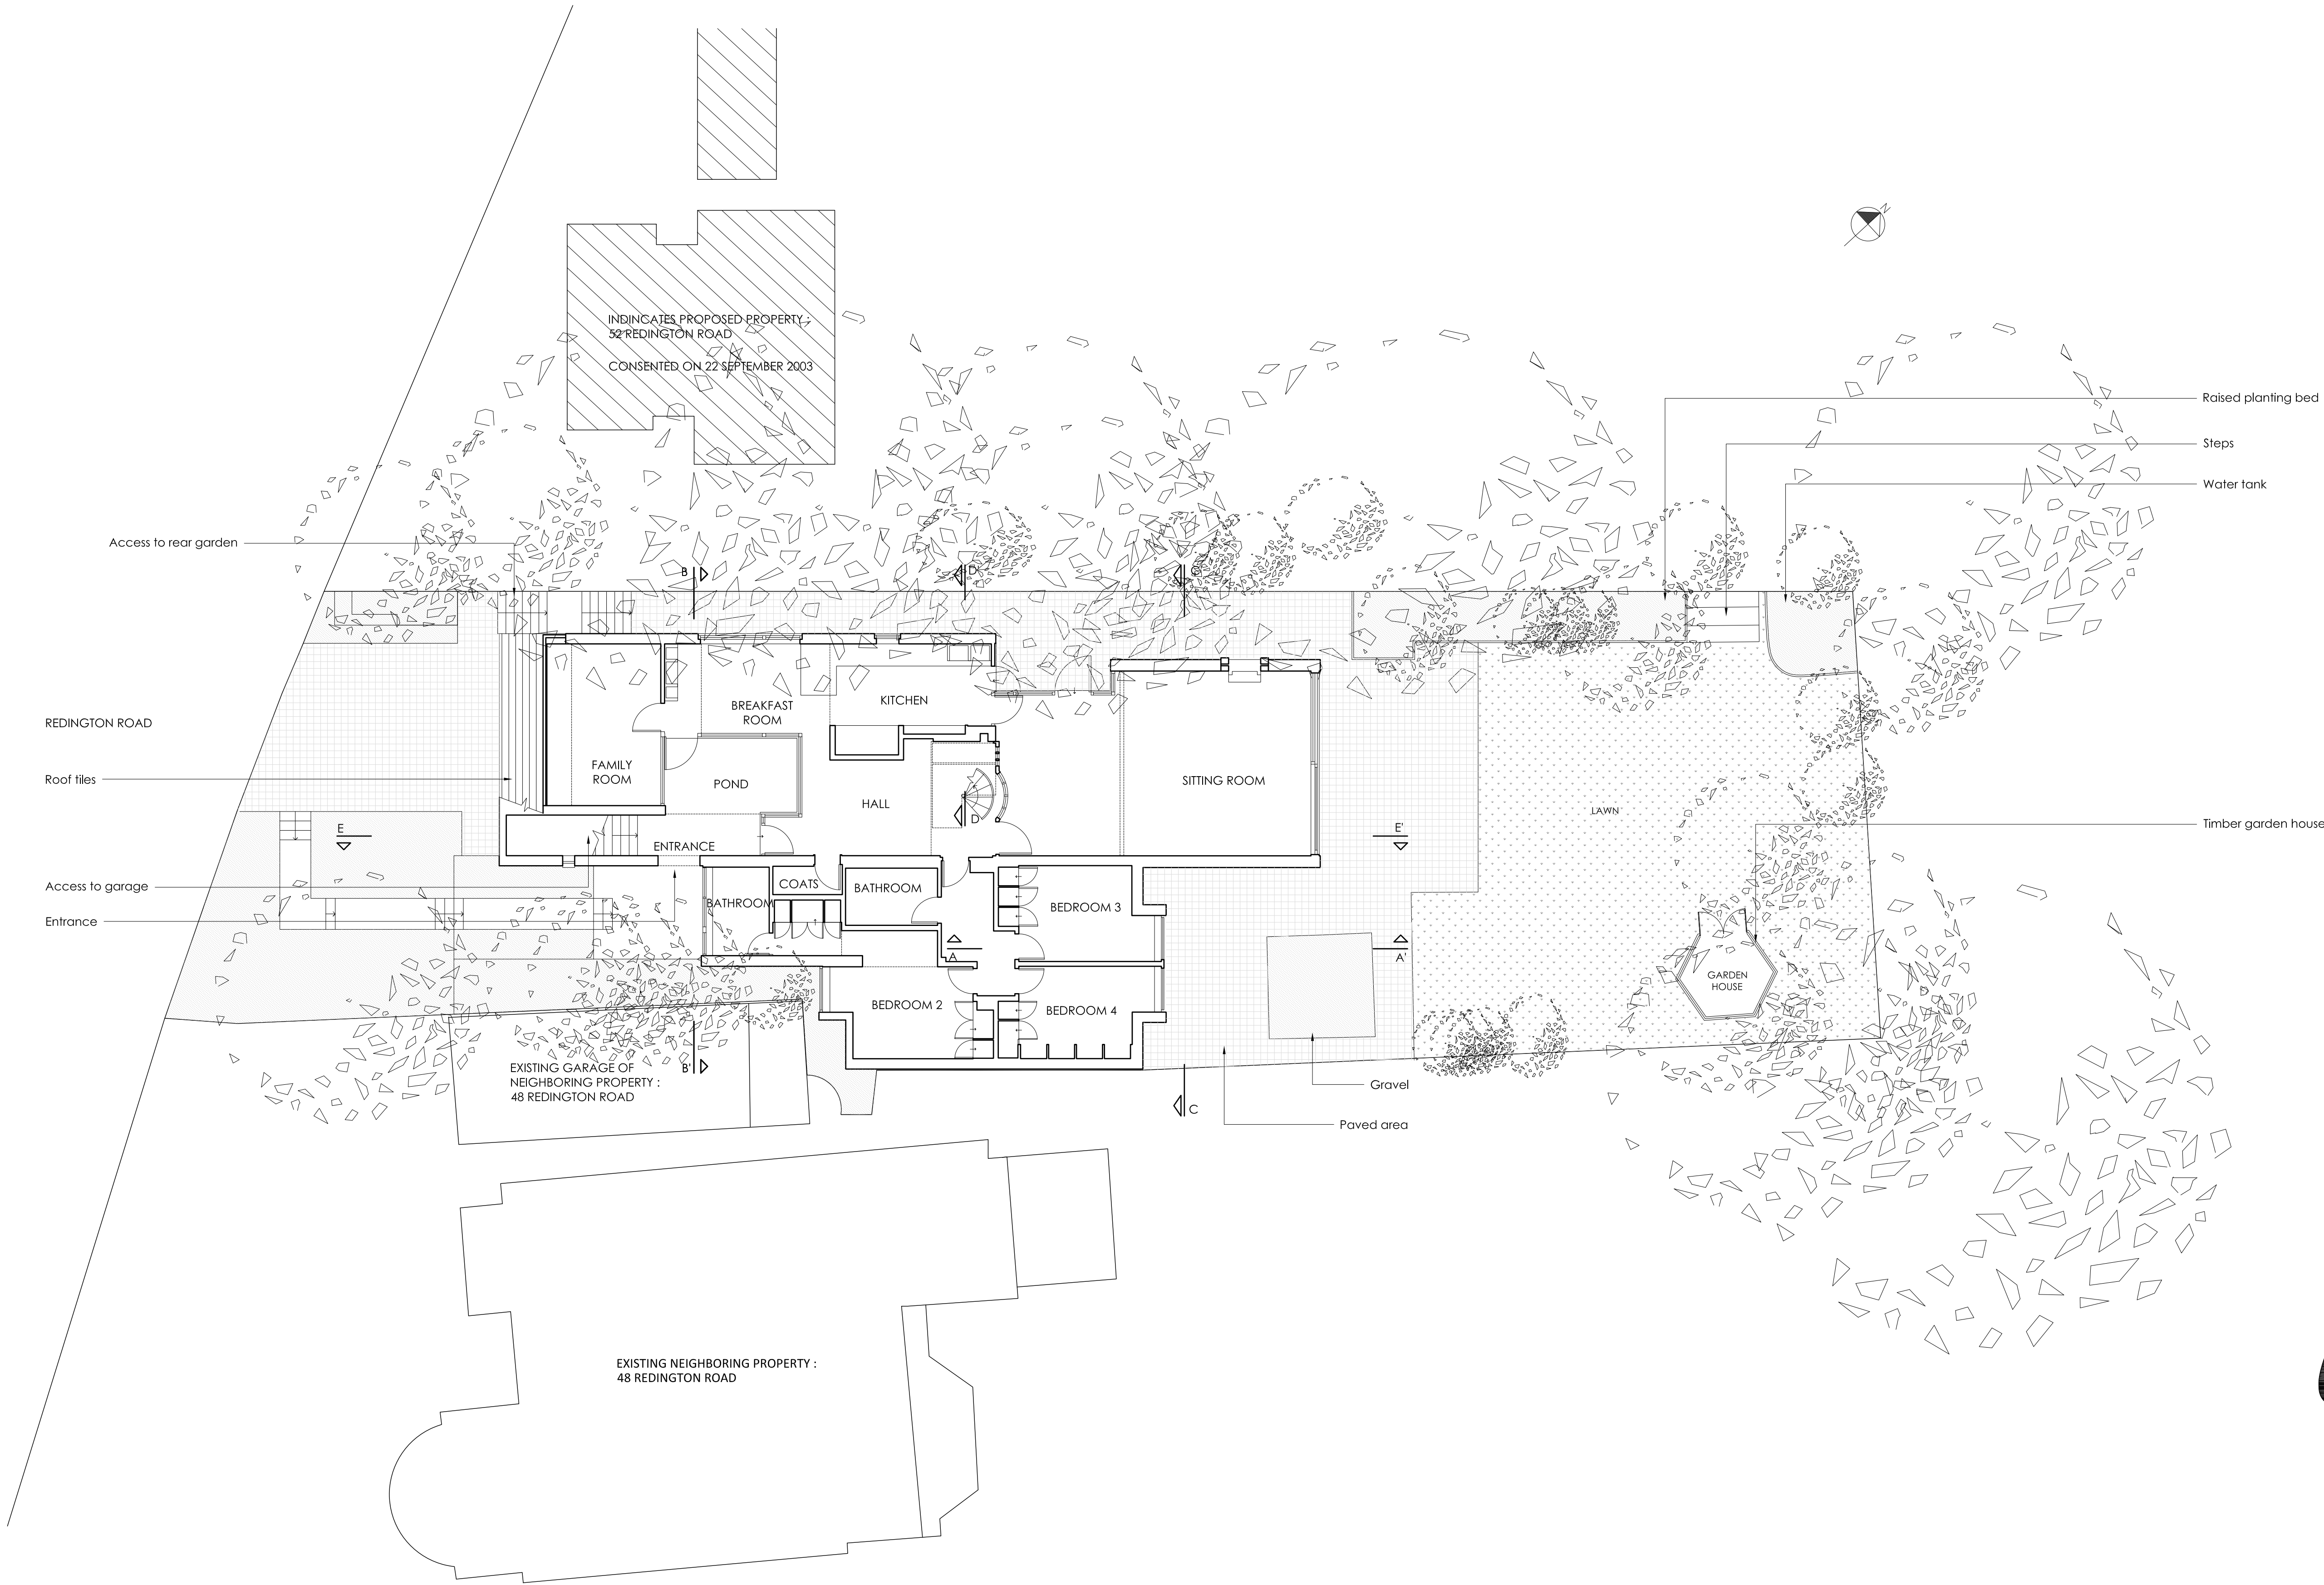 N
INDINCATES PROPOSED PROPERTY :
52 REDINGTON ROAD
CONSENTED ON 22 SEPTEMBER 2003
Raised planting bed
Steps
Water tank
Access to rear garden
B
D'
REDINGTON ROAD
Roof tiles
Access to garage
Entrance
FAMILY
ROOM
BREAKFAST
ROOM
KITCHEN
POND
HALL
D
SITTING ROOM
LAWN
Timber garden house
E
E'
ENTRANCE
COATS
BATHROOM
BATHROOM
BEDROOM 3
A
A'
BEDROOM 2
BEDROOM 4
GARDEN
HOUSE
EXISTING GARAGE OF
NEIGHBORING PROPERTY :
48 REDINGTON ROAD
B'
C
Gravel
Paved area
EXISTING NEIGHBORING PROPERTY :
48 REDINGTON ROAD